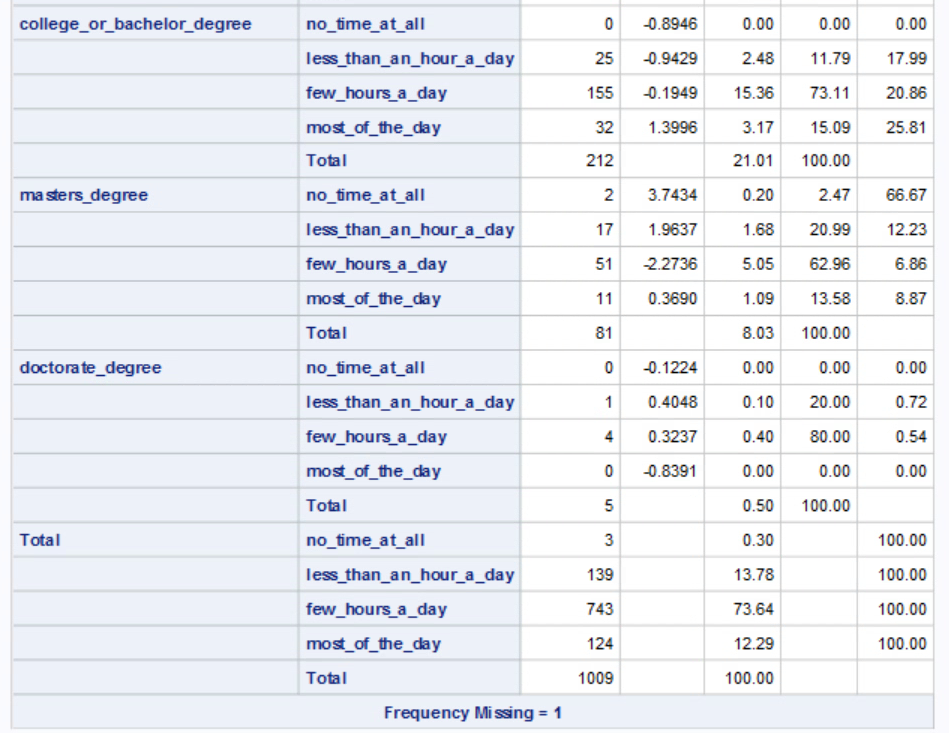 college_or_bachelor_degree no_time_at_all 0 -0.8946 0.00 0.00 0.00
less_than_an_hour_a_day 25 -0.9429 2.48 11.79 17.99
few_hours_a_day 155 -0.1949 15.36 73.11 20.86
most_of_the_day 32 1.3996 3.17 15.09 25.81
Total 212 21.01 100.00
masters_degree no_time_at_all 2 3.7434 0.20 2.47 66.67
less_than_an_hour_a_day 17 1.9637 1.68 20.99 12.23
few_hours_a_day 51 -2.2736 5.05 62.96 6.86
most_of_the_day 11 0.3690 1.09 13.58 8.87
Total 81 8.03 100.00
doctorate_degree no_time_at_all 0 -0.1224 0.00 0.00 0.00
less_than_an_hour_a_day 1 0.4048 0.10 20.00 0.72
few_hours_a_day 4 0.3237 0.40 80.00 0.54
most_of_the_day 0 -0.8391 0.00 0.00 0.00
Total 5 0.50 100.00
Total no_time_at_all 3 0.30 100.00
less_than_an_hour_a_day 139 13.78 100.00
few_hours_a_day 743 73.64 100.00
most_of_the_day 124 12.29 100.00
Total 1009 100.00
Frequency Missing = 1